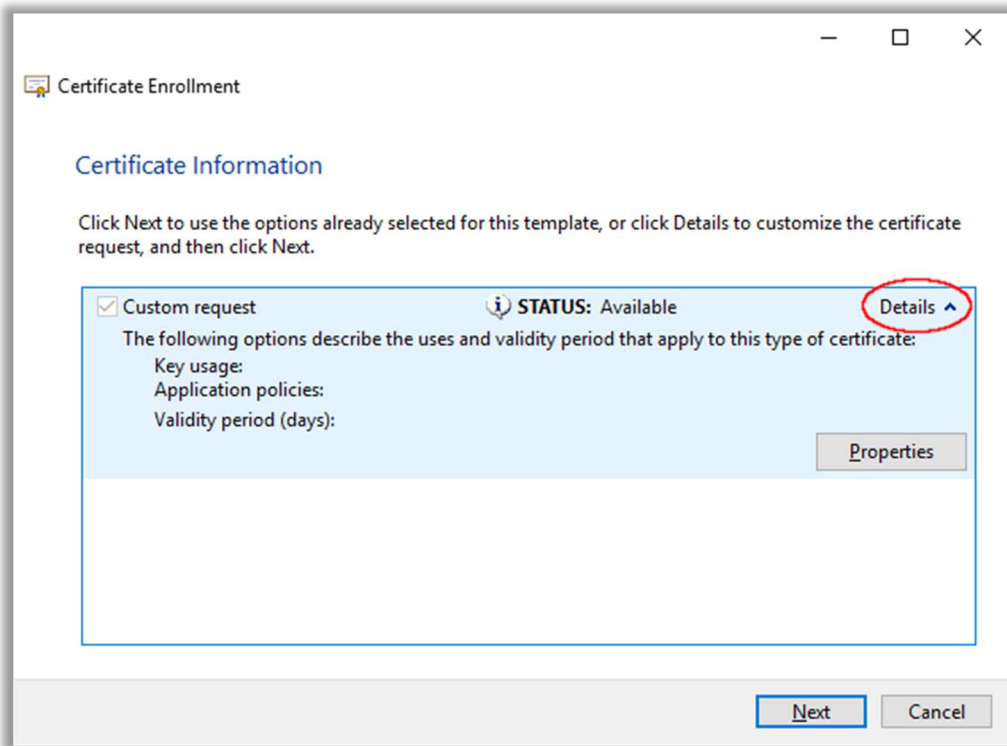 Certificate Enrollment
Certificate Information
Click Next to use the options already selected for this template, or click Details to customize the certificate
request, and then click Next.
Custom request STATUS: Available Details
The following options describe the uses and validity period that apply to this type of certificate:
Key usage:
Application policies:
Validity period (days):
Properties
Next Cancel